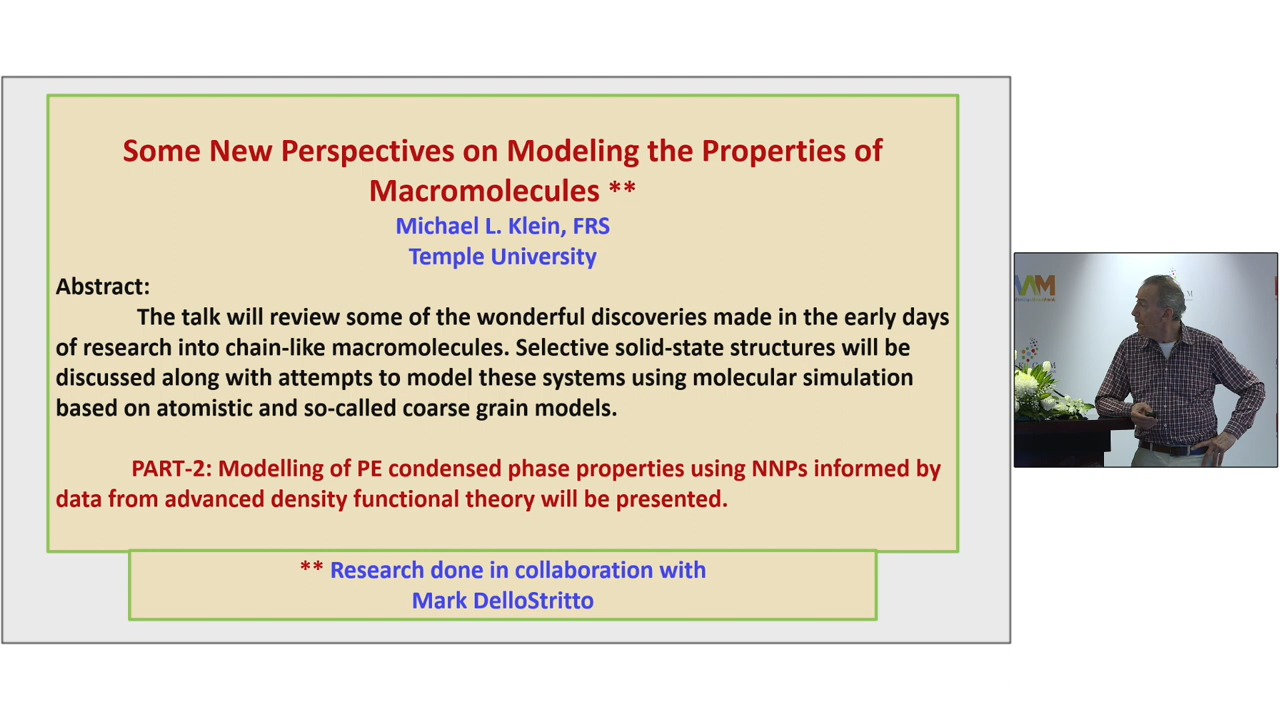 Some New Perspectives on Modeling the Properties of
Macromolecules **
Michael L. Klein, FRS
Temple University
Abstract:
The talk will review some of the wonderful discoveries made in the early days
of research into chain-like macromolecules. Selective solid-state structures will be
discussed along with attempts to model these systems using molecular simulation
based on atomistic and so-called coarse grain models.
PART-2: Modelling of PE condensed phase properties using NNPs informed by
data from advanced density functional theory will be presented.
** Research done in collaboration with
Mark DelloStritto